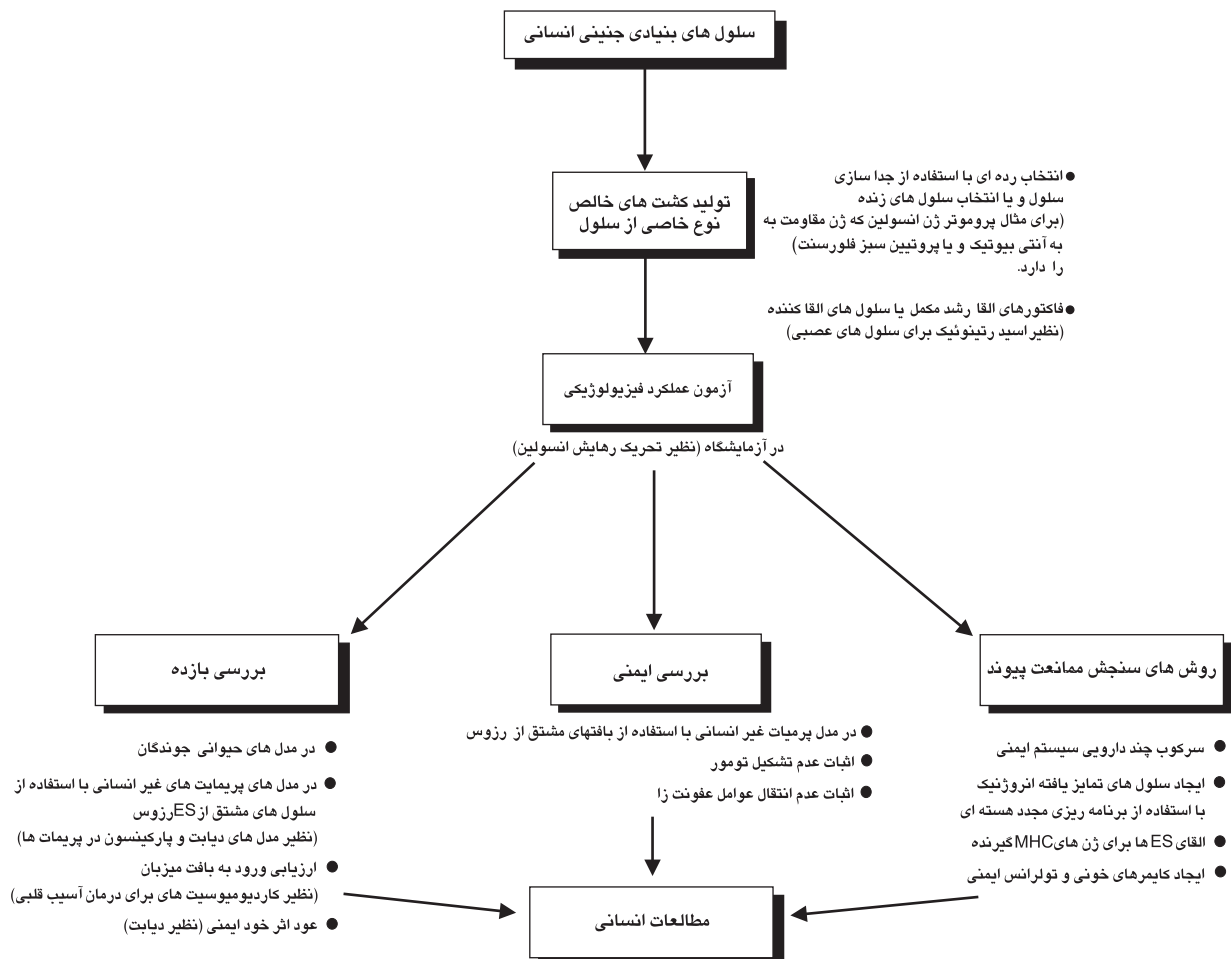 سلول های بنیادی جنینی انسانی
تولید کشت های خالص
نوع خاصی از سلول
● انتخاب رده ای با استفاده از جدا سازی
سلول و یا انتخاب سلول های زنده
(برای مثال پروموتر ژن انسولین که ژن مقاومت به
به آنتی بیوتیک و یا پروتیین سبز فلورسنت)
را دارد.
● فاکتورهای القا رشد مکمل یا سلول های القا کننده
(نظیر اسید رتینوئیک برای سلول های عصبی)
آزمون عملکرد فیزیولوژیکی
در آزمایشگاه (نظیر تحریک رهایش انسولین)
روش های سنجش ممانعت پیوند
● سرکوب چند دارویی سیستم ایمنی
● ایجاد سلول های تمایز یافته انروژنیک
با استفاده از برنامه ریزی مجدد هسته ای
● القای ES ها برای ژن های MHC گیرنده
● ایجاد کایمرهای خونی و تولرانس ایمنی
بررسی ایمنی
● در مدل پرمیات غیر انسانی با استفاده از بافتهای مشتق از رزوس
● اثبات عدم تشکیل تومور
● اثبات عدم انتقال عوامل عفونت زا
بررسی بازده
● در مدل های حیوانی جوندگان
● در مدل های پریمایت های غیر انسانی با استفاده از
سلول های مشتق از ES رزوس
(نظیر مدل های دیابت و پارکینسون در پریمات ها)
● ارزیابی ورود به بافت میزبان
(نظیر کاردیومیوسیت های برای درمان آسیب قلبی)
● عود اثر خود ایمنی (نظیر دیابت)
مطالعات انسانی